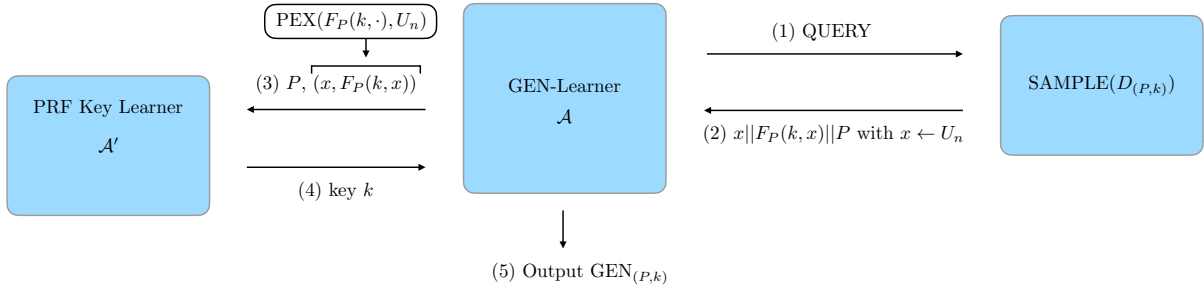 PEX(F_P(k, ·), U_n)
(3) P, (x, F_P(k, x))
PRF Key Learner
𝒜′
(4) key k
GEN-Learner
𝒜
(1) QUERY
(2) x||F_P(k, x)||P with x ← U_n
SAMPLE(D_{(P,k)})
(5) Output GEN_{(P,k)}